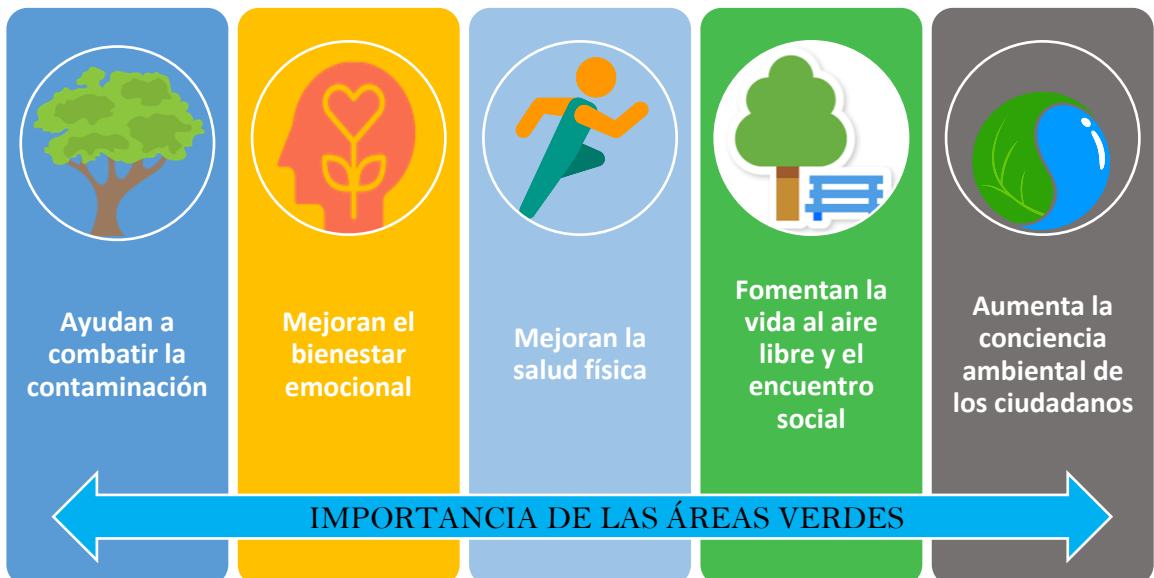 Ayudan a
combatir la
contaminación
Mejoran el
bienestar
emocional
Mejoran la
salud física
Fomentan la
vida al aire
libre y el
encuentro
social
Aumenta la
conciencia
ambiental de
los ciudadanos
IMPORTANCIA DE LAS ÁREAS VERDES